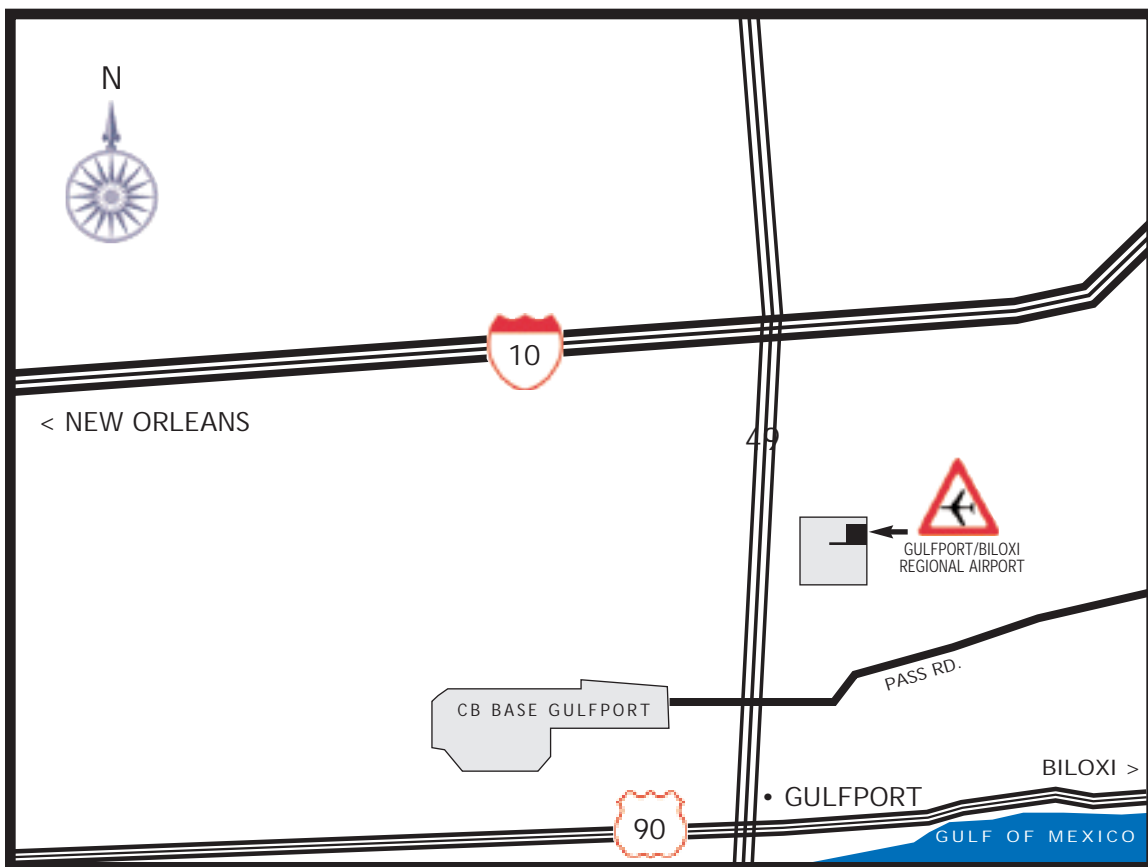 N
10
< NEW ORLEANS
49
GULFPORT/BILOXI
REGIONAL AIRPORT
PASS RD.
CB BASE GULFPORT
BILOXI >
• GULFPORT
90
GULF OF MEXICO